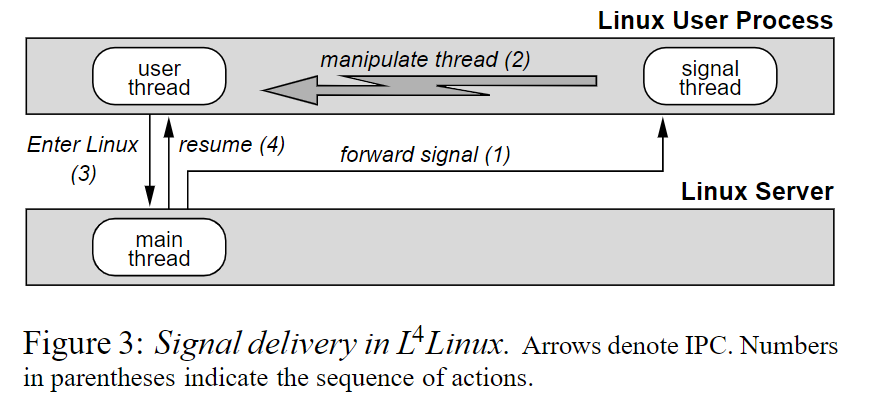 Linux User Process
manipulate thread (2)
user
thread
signal
thread
Enter Linux
(3)
resume (4)
forward signal (1)
Linux Server
main
thread
Figure 3: Signal delivery in L⁴Linux. Arrows denote IPC. Numbers
in parentheses indicate the sequence of actions.